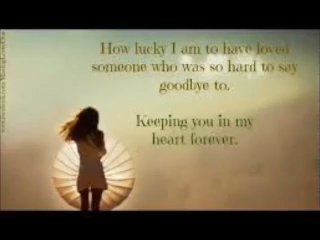 How lucky I am to have loved
someone who was so hard to say
goodbye to.
Keeping you in my
heart forever.